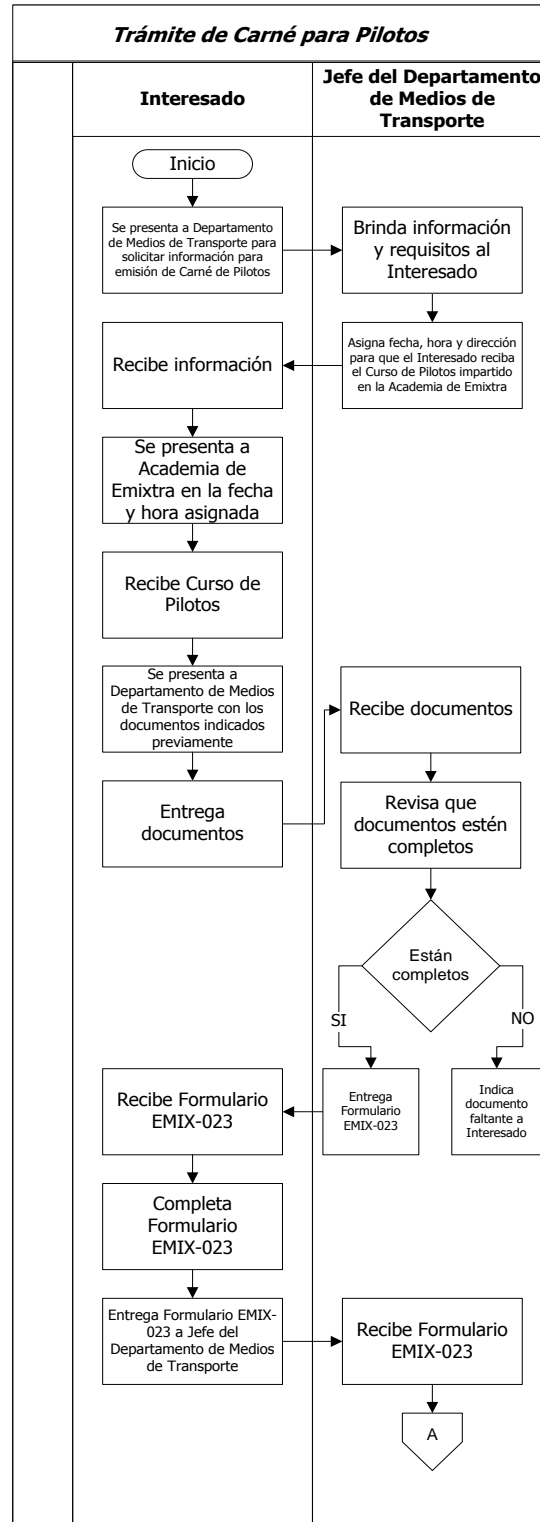 Trámite de Carné para Pilotos
Interesado
Jefe del Departamento
de Medios de
Transporte
Inicio
Se presenta a Departamento
de Medios de Transporte para
solicitar información para
emisión de Carné de Pilotos
Brinda información
y requisitos al
Interesado
Asigna fecha, hora y dirección
para que el Interesado reciba
el Curso de Pilotos impartido
en la Academia de Emixtra
Recibe información
Se presenta a
Academia de
Emixtra en la fecha
y hora asignada
Recibe Curso de
Pilotos
Se presenta a
Departamento de Medios
de Transporte con los
documentos indicados
previamente
Entrega
documentos
Recibe documentos
Revisa que
documentos estén
completos
Están
completos
SI
NO
Entrega
Formulario
EMIX-023
Indica
documento
faltante a
Interesado
Recibe Formulario
EMIX-023
Completa
Formulario
EMIX-023
Entrega Formulario EMIX-
023 a Jefe del
Departamento de Medios
de Transporte
Recibe Formulario
EMIX-023
A